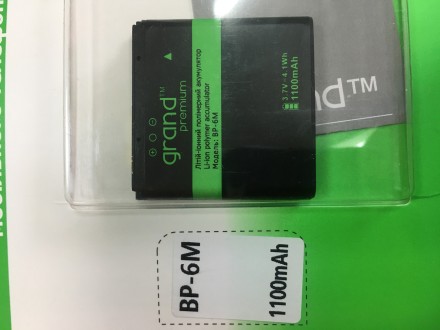 grand™
premium
Літій-іонний полімерний акумулятор
Li-ion polymer accumulator
Модель: BP-6M
3.7V-4.1Wh
1100mAh
nd™
BP-6M
1100mAh